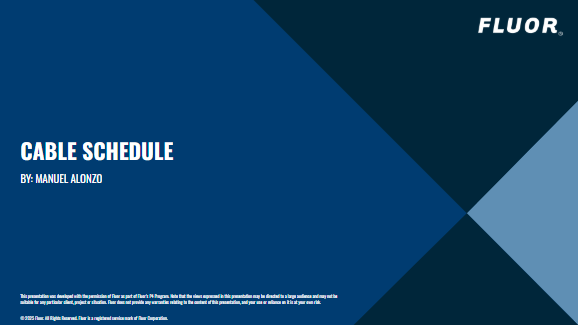 FLUOR®
CABLE SCHEDULE
BY: MANUEL ALONZO
This presentation was developed with the permission of Fluor as part of Fluor's P4 Program. Note that the views expressed in this presentation may be directed to a large audience and may not be
suitable for any particular client, project or situation. Fluor does not provide any warranties relating to the content of this presentation, and your use or reliance on it is at your own risk.
© 2025 Fluor. All Rights Reserved. Fluor is a registered service mark of Fluor Corporation.